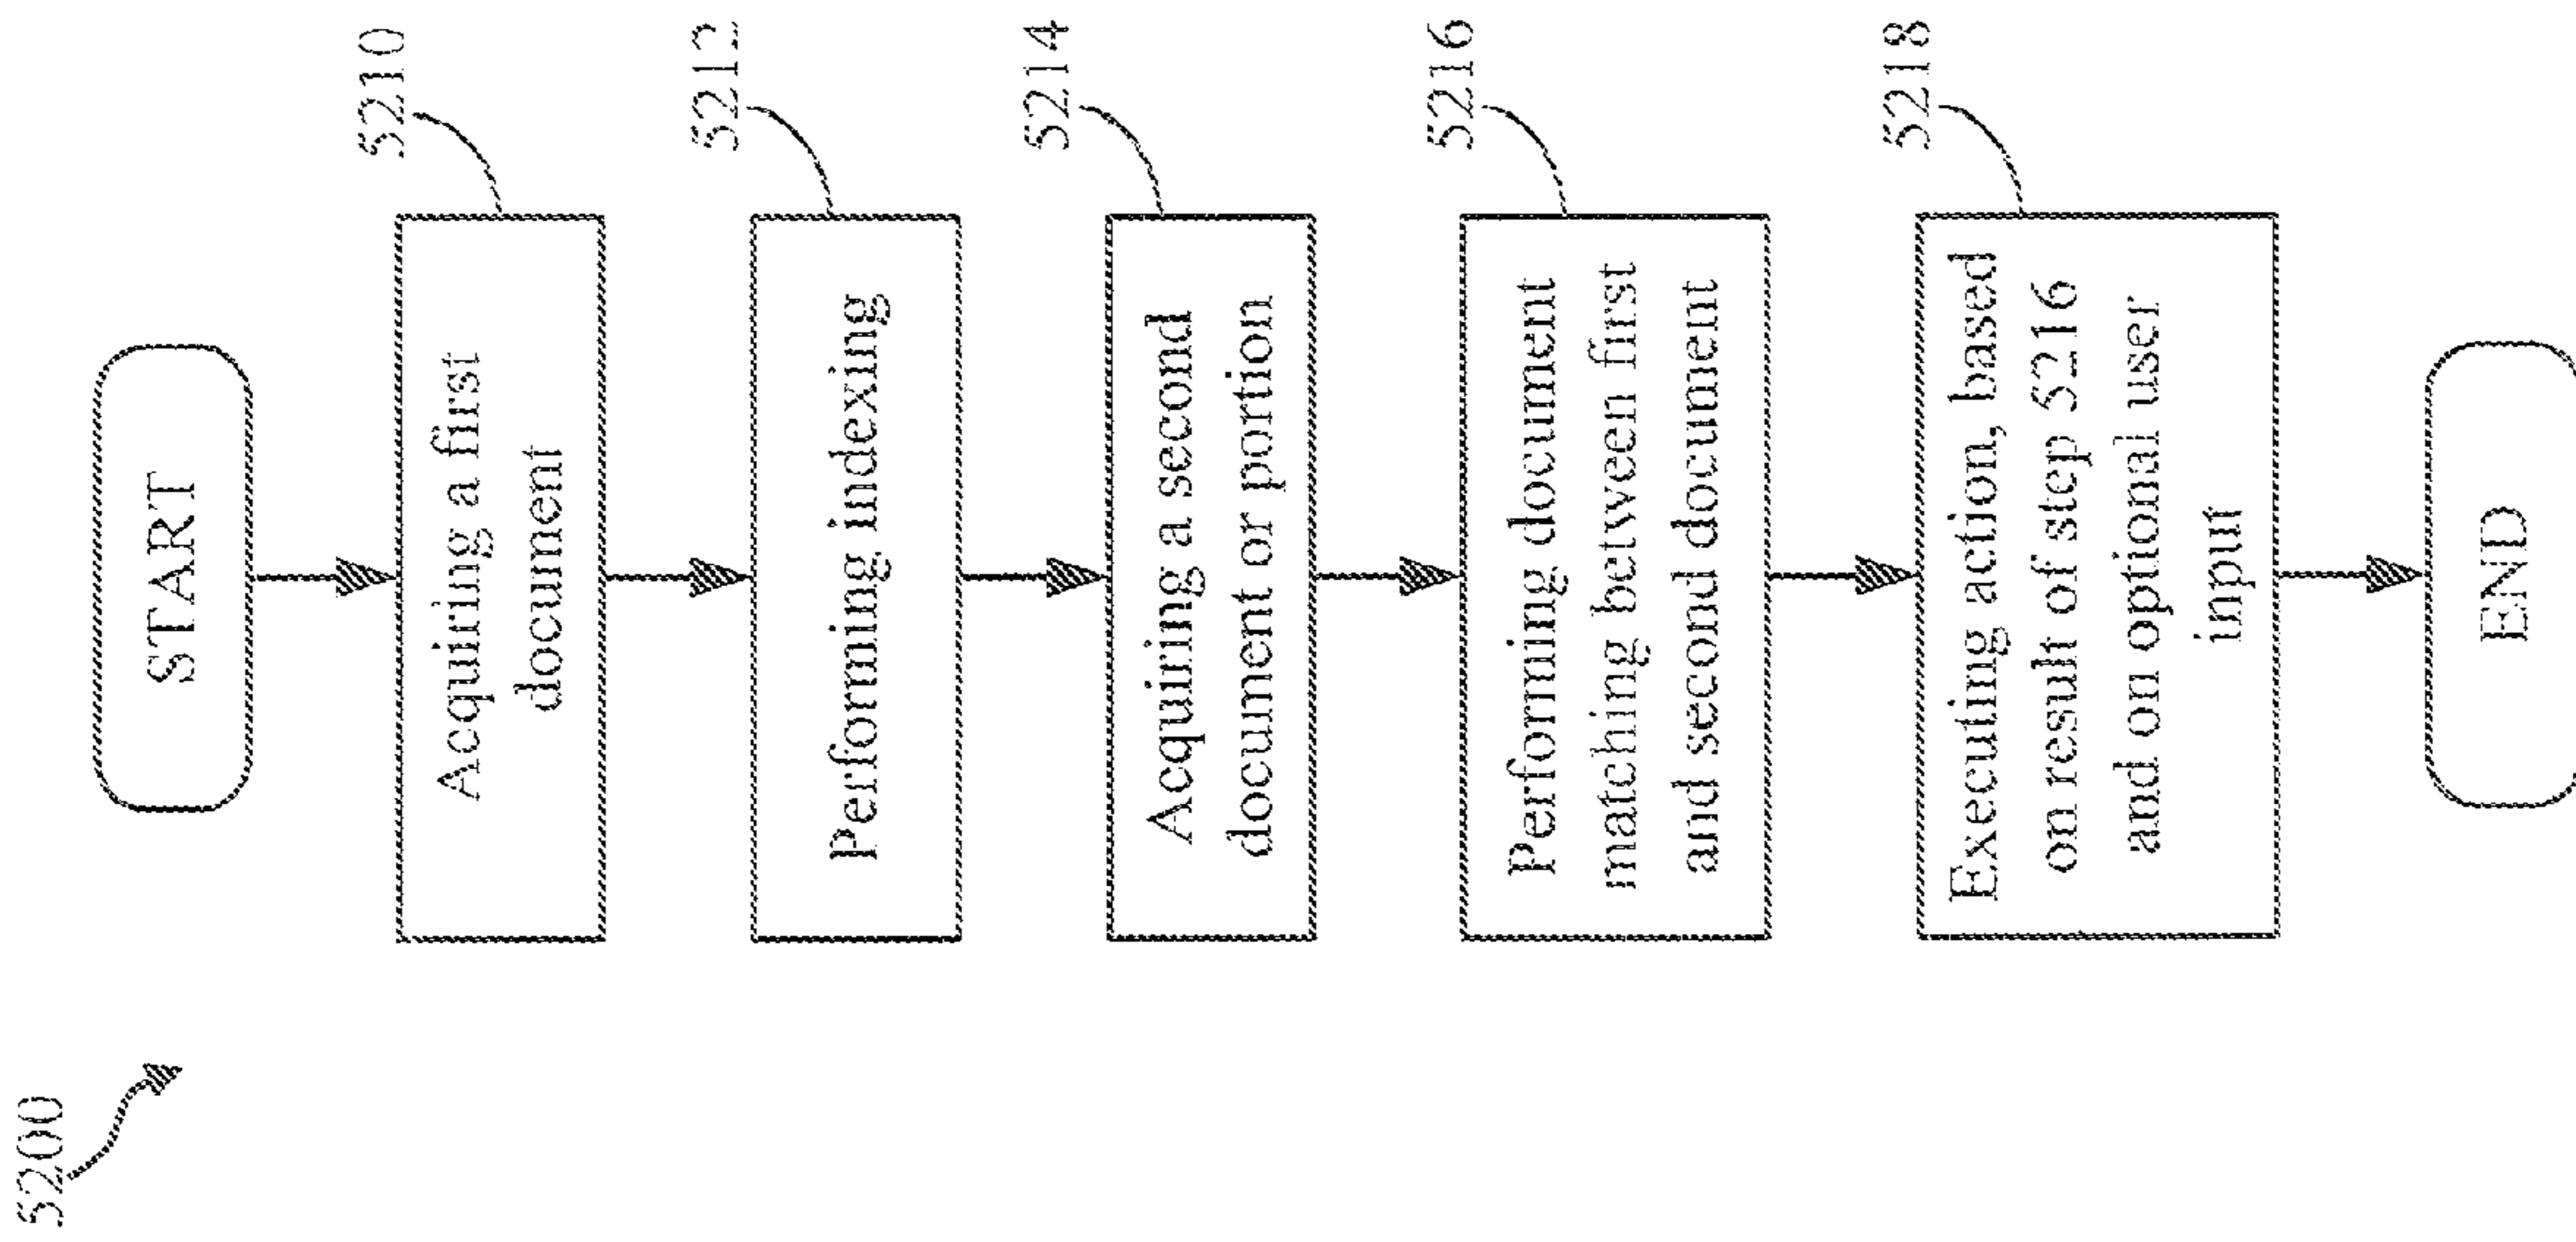 5200
START
5210
Acquiring a first
document
5212
Performing indexing
5214
Acquiring a second
document or portion
5216
Performing document
matching between first
and second document
5218
Executing action, based
on result of step 5216
and on optional user
input
END